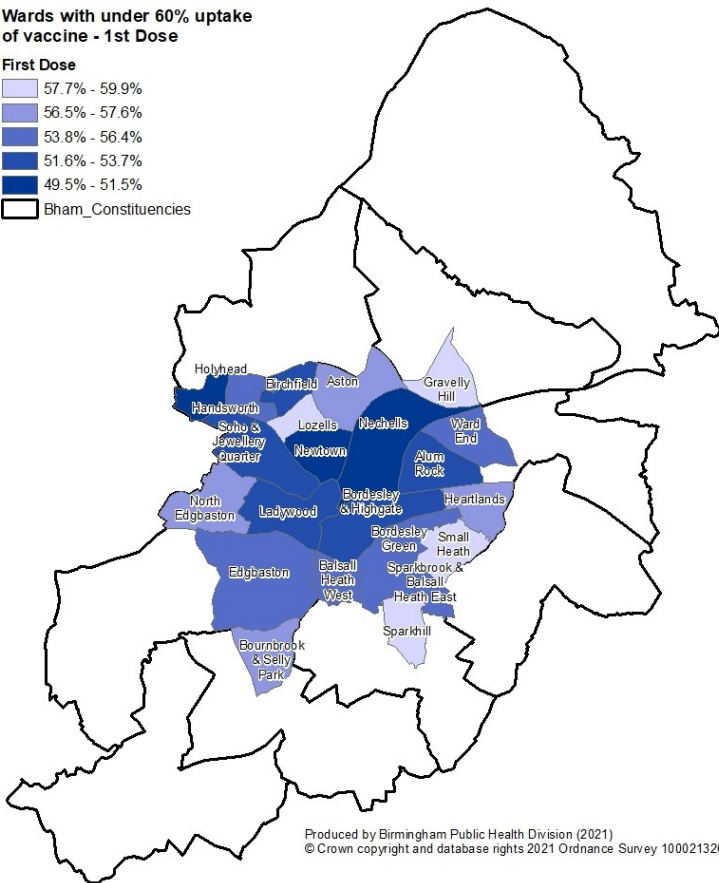 Wards with under 60% uptake
of vaccine - 1st Dose
First Dose
57.7% - 59.9%
56.5% - 57.6%
53.8% - 56.4%
51.6% - 53.7%
49.5% - 51.5%
Bham_Constituencies
Holyhead
Birchfield
Aston
Gravelly
Hill
Handsworth
Lozells
Nechells
Soho &
Jewellery
Quarter
Newtown
Ward
End
Alum
Rock
North
Edgbaston
Ladywood
Bordesley
& Highgate
Heartlands
Bordesley
Green
Small
Heath
Edgbaston
Balsall
Heath
West
Sparkbrook &
Balsall
Heath East
Sparkhill
Bournbrook
& Selly
Park
Produced by Birmingham Public Health Division (2021)
© Crown copyright and database rights 2021 Ordnance Survey 100021326